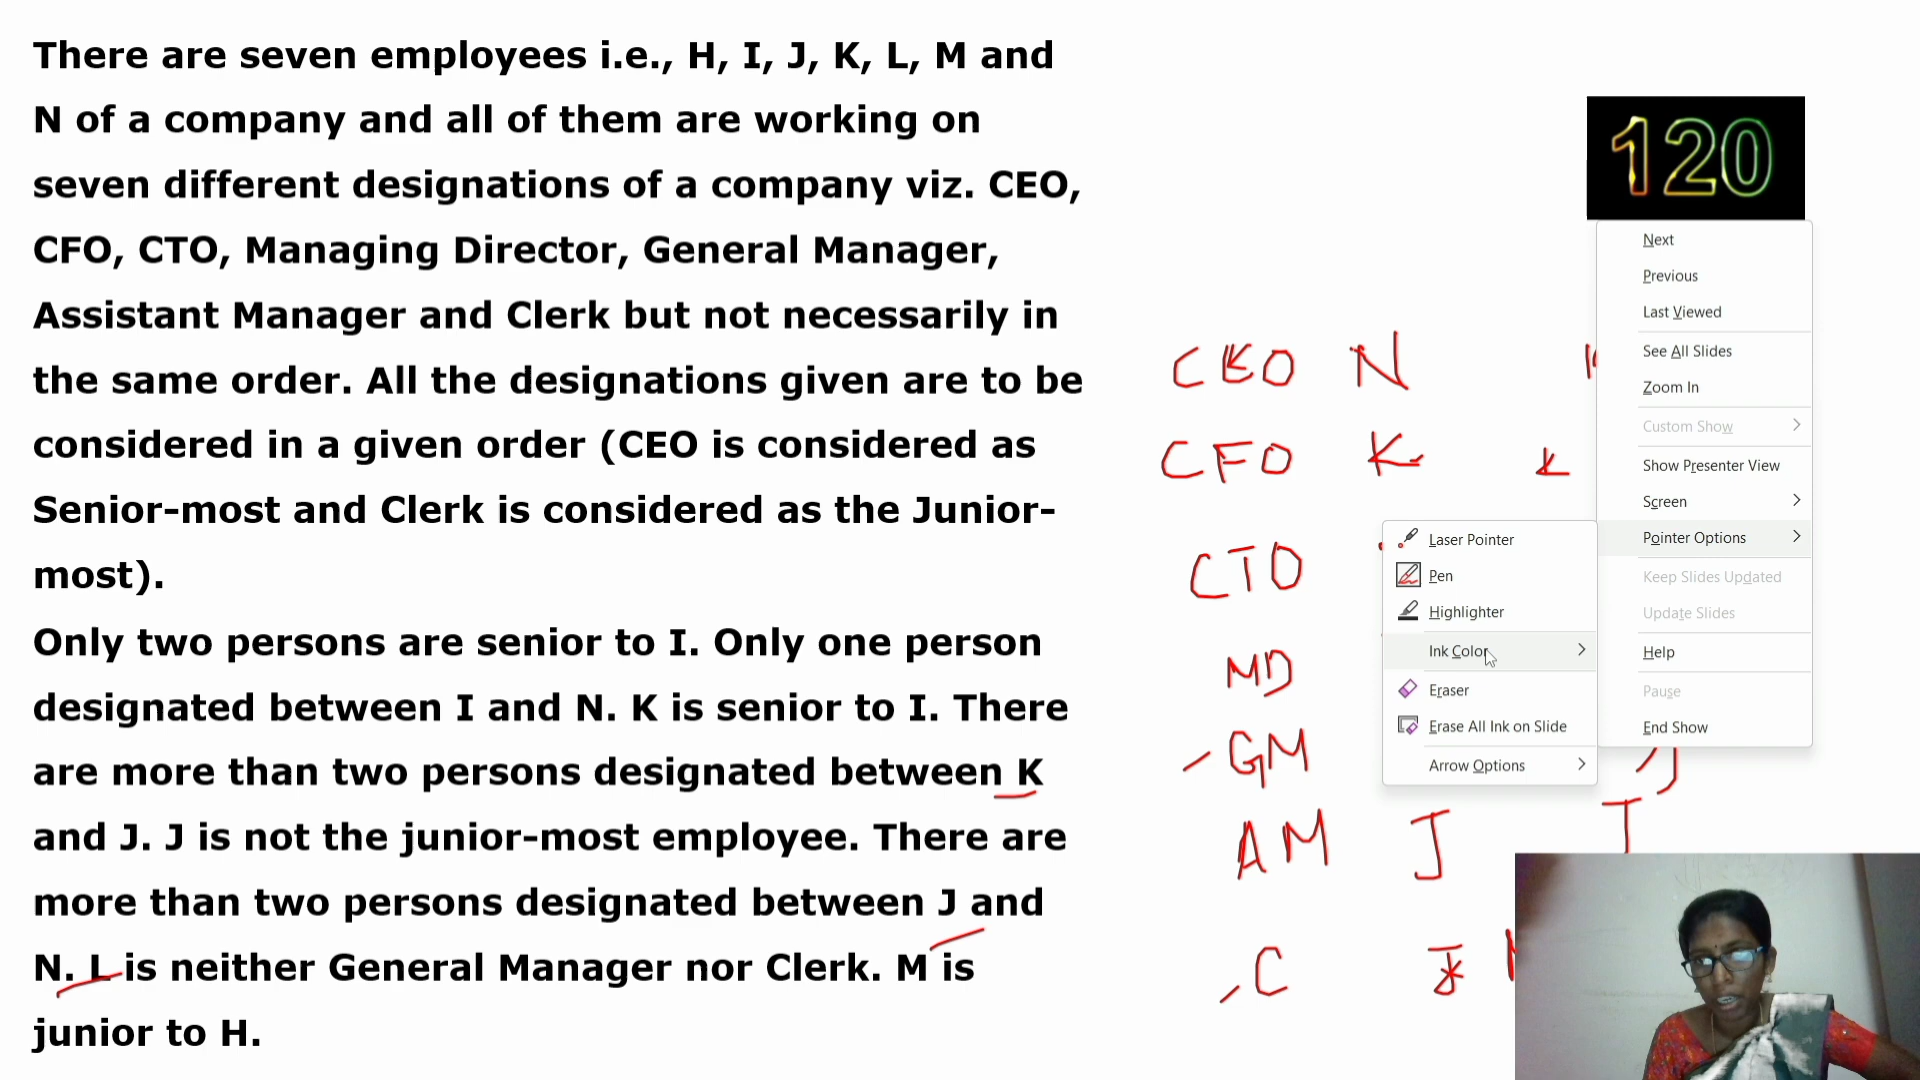 There are seven employees i.e., H, I, J, K, L, M and
N of a company and all of them are working on
seven different designations of a company viz. CEO,
CFO, CTO, Managing Director, General Manager,
Assistant Manager and Clerk but not necessarily in
the same order. All the designations given are to be
considered in a given order (CEO is considered as
Senior-most and Clerk is considered as the Junior-
most).
Only two persons are senior to I. Only one person
designated between I and N. K is senior to I. There
are more than two persons designated between K
and J. J is not the junior-most employee. There are
more than two persons designated between J and
N. L is neither General Manager nor Clerk. M is
junior to H.
120
CEO N
CFO K K
CTO
MD
GM J
AM J I
C J
Next
Previous
Last Viewed
See All Slides
Zoom In
Custom Show
Show Presenter View
Screen
Pointer Options
Keep Slides Updated
Update Slides
Help
Pause
End Show
Laser Pointer
Pen
Highlighter
Ink Color
Eraser
Erase All Ink on Slide
Arrow Options